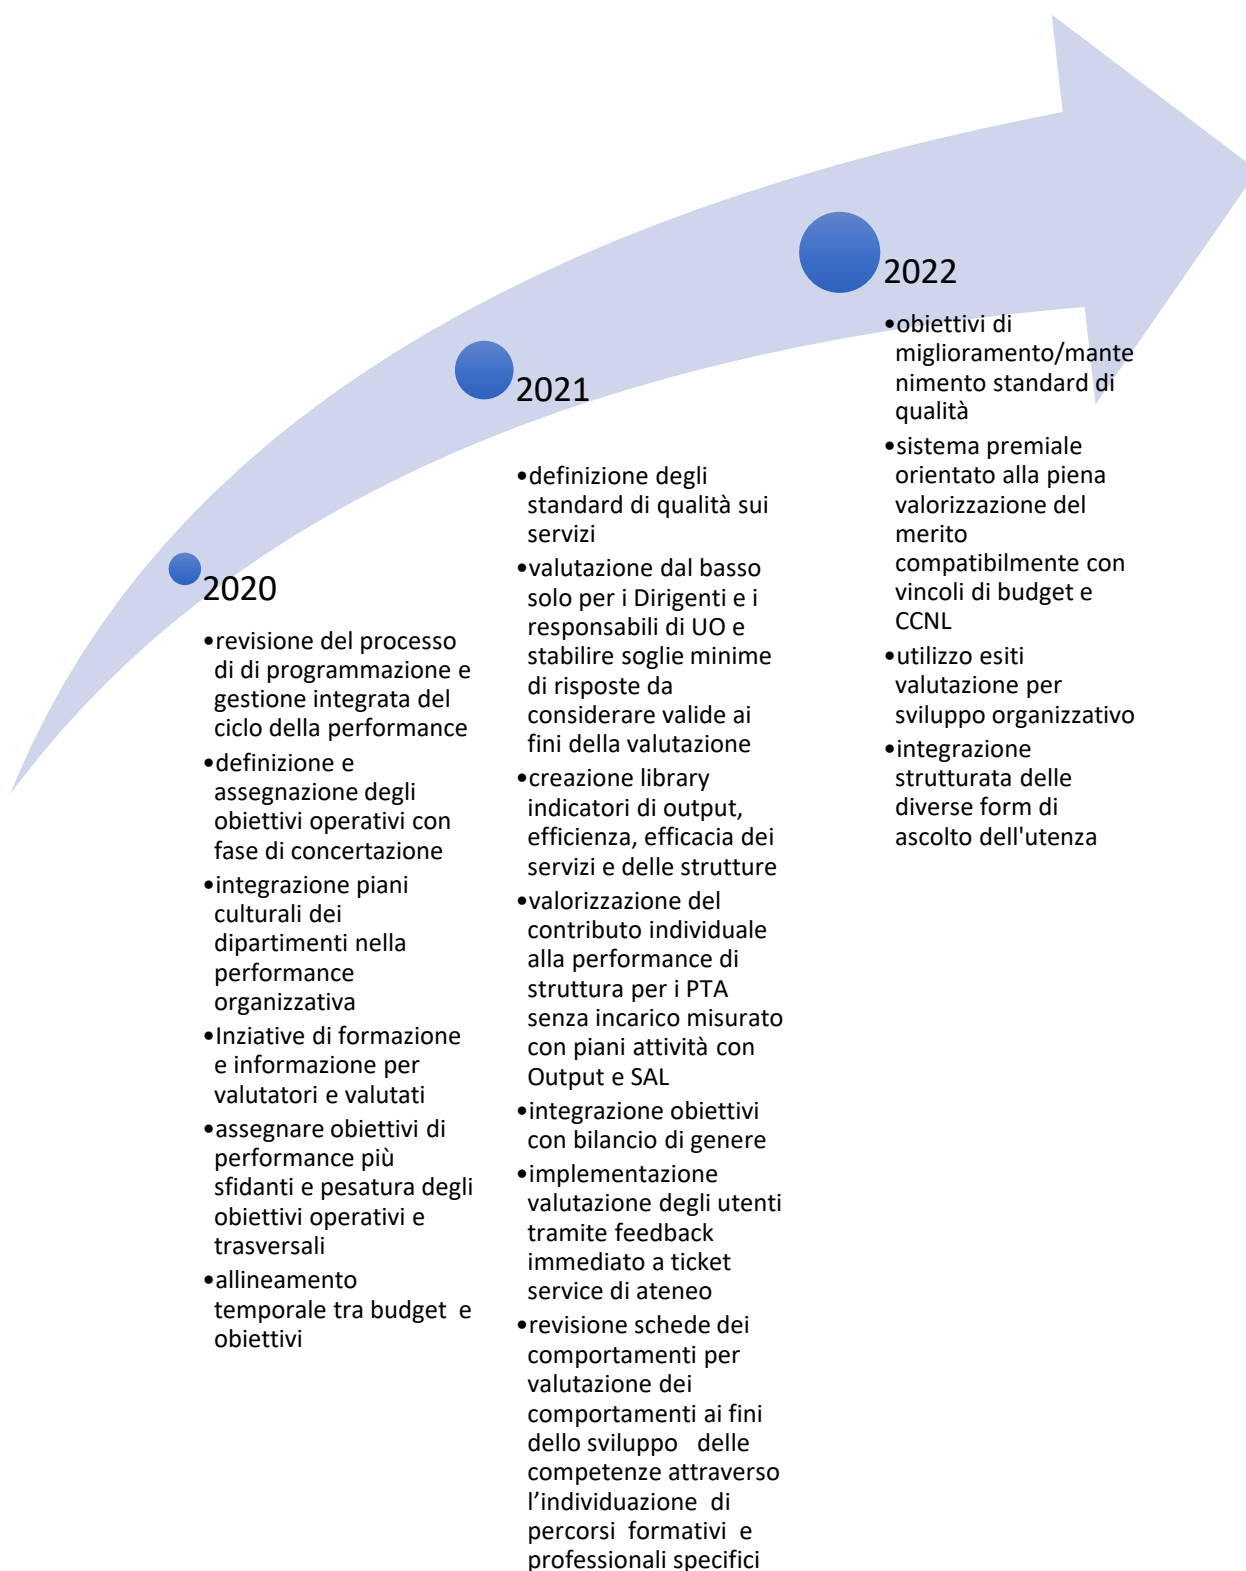 2020
•revisione del processo
di di programmazione e
gestione integrata del
ciclo della performance
•definizione e
assegnazione degli
obiettivi operativi con
fase di concertazione
•integrazione piani
culturali dei
dipartimenti nella
performance
organizzativa
•Inziative di formazione
e informazione per
valutatori e valutati
•assegnare obiettivi di
performance più
sfidanti e pesatura degli
obiettivi operativi e
trasversali
•allineamento
temporale tra budget e
obiettivi
2021
•definizione degli
standard di qualità sui
servizi
•valutazione dal basso
solo per i Dirigenti e i
responsabili di UO e
stabilire soglie minime
di risposte da
considerare valide ai
fini della valutazione
•creazione library
indicatori di output,
efficienza, efficacia dei
servizi e delle strutture
•valorizzazione del
contributo individuale
alla performance di
struttura per i PTA
senza incarico misurato
con piani attività con
Output e SAL
•integrazione obiettivi
con bilancio di genere
•implementazione
valutazione degli utenti
tramite feedback
immediato a ticket
service di ateneo
•revisione schede dei
comportamenti per
valutazione dei
comportamenti ai fini
dello sviluppo delle
competenze attraverso
l’individuazione di
percorsi formativi e
professionali specifici
2022
•obiettivi di
miglioramento/mante
nimento standard di
qualità
•sistema premiale
orientato alla piena
valorizzazione del
merito
compatibilmente con
vincoli di budget e
CCNL
•utilizzo esiti
valutazione per
sviluppo organizzativo
•integrazione
strutturata delle
diverse form di
ascolto dell'utenza